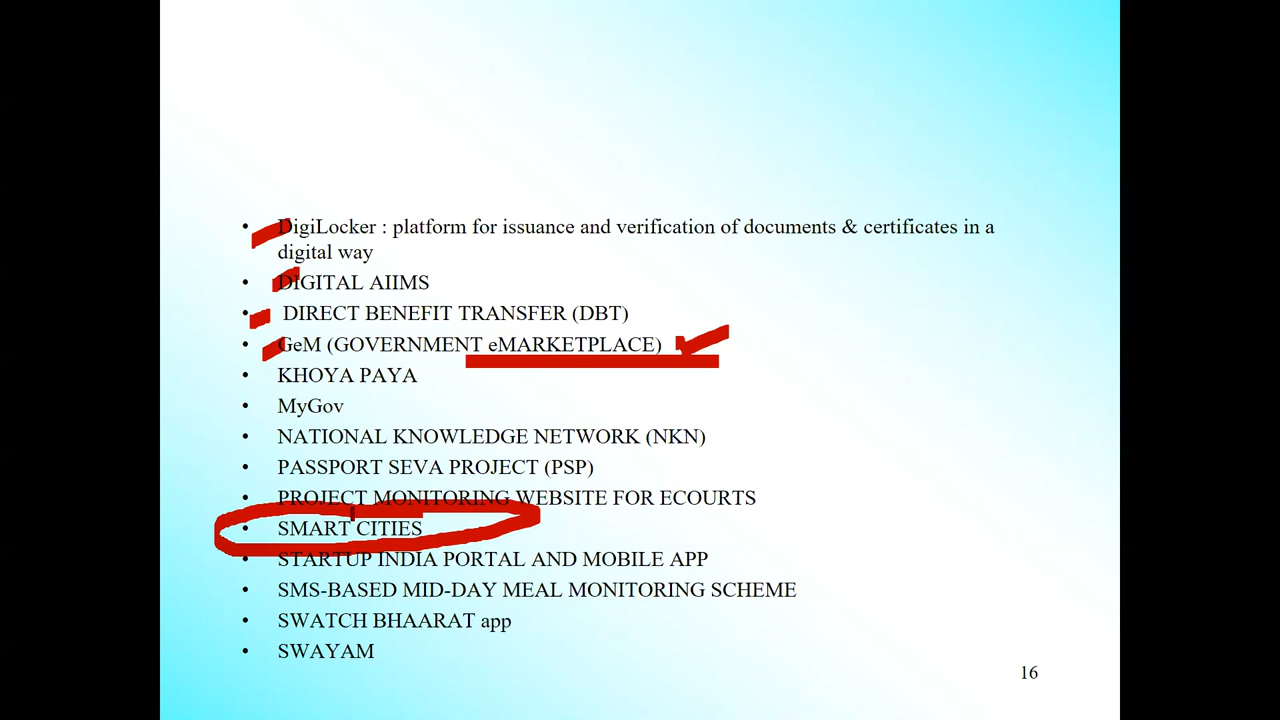 • DigiLocker : platform for issuance and verification of documents & certificates in a
digital way
• DIGITAL AIIMS
• DIRECT BENEFIT TRANSFER (DBT)
• GeM (GOVERNMENT eMARKETPLACE)
• KHOYA PAYA
• MyGov
• NATIONAL KNOWLEDGE NETWORK (NKN)
• PASSPORT SEVA PROJECT (PSP)
• PROJECT MONITORING WEBSITE FOR ECOURTS
• SMART CITIES
• STARTUP INDIA PORTAL AND MOBILE APP
• SMS-BASED MID-DAY MEAL MONITORING SCHEME
• SWATCH BHAARAT app
• SWAYAM
16